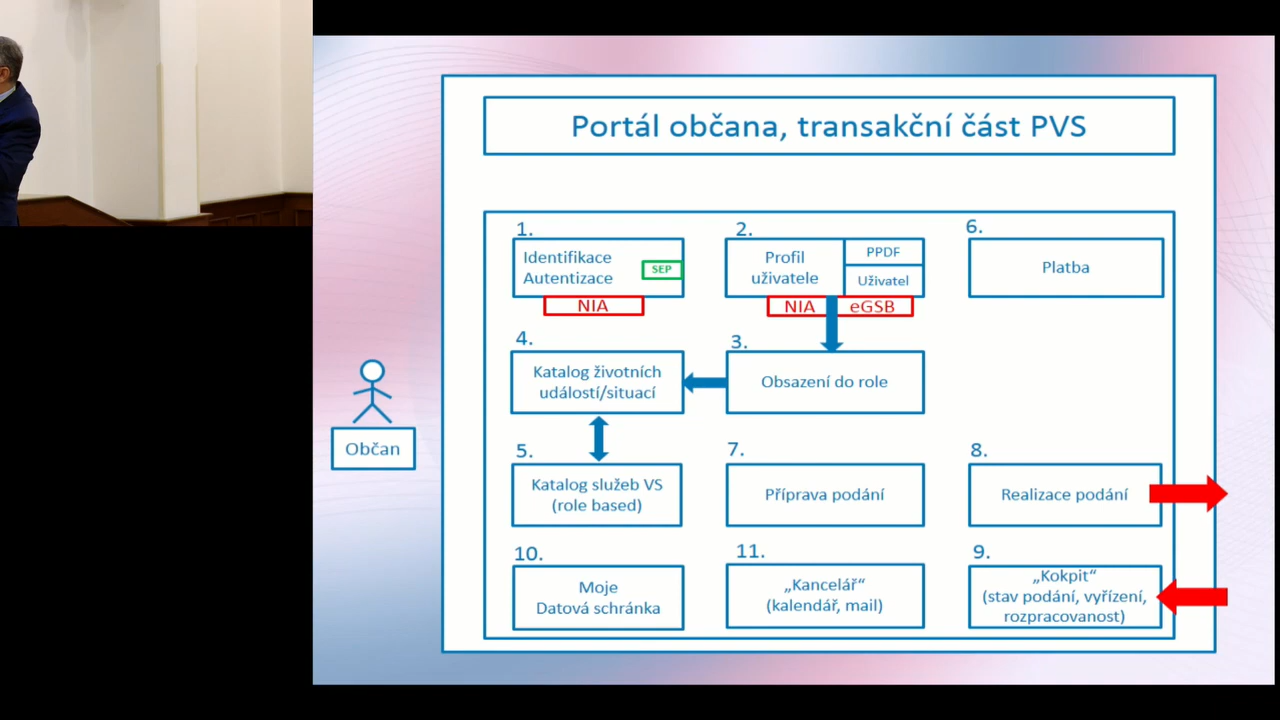 Portál občana, transakční část PVS
1.
Identifikace
Autentizace
SEP
NIA
2.
Profil
uživatele
PPDF
Uživatel
NIA
eGSB
6.
Platba
4.
Katalog životních
událostí/situací
3.
Obsazení do role
Občan
5.
Katalog služeb VS
(role based)
7.
Příprava podání
8.
Realizace podání
10.
Moje
Datová schránka
11.
„Kancelář“
(kalendář, mail)
9.
„Kokpit“
(stav podání, vyřízení,
rozpracovanost)